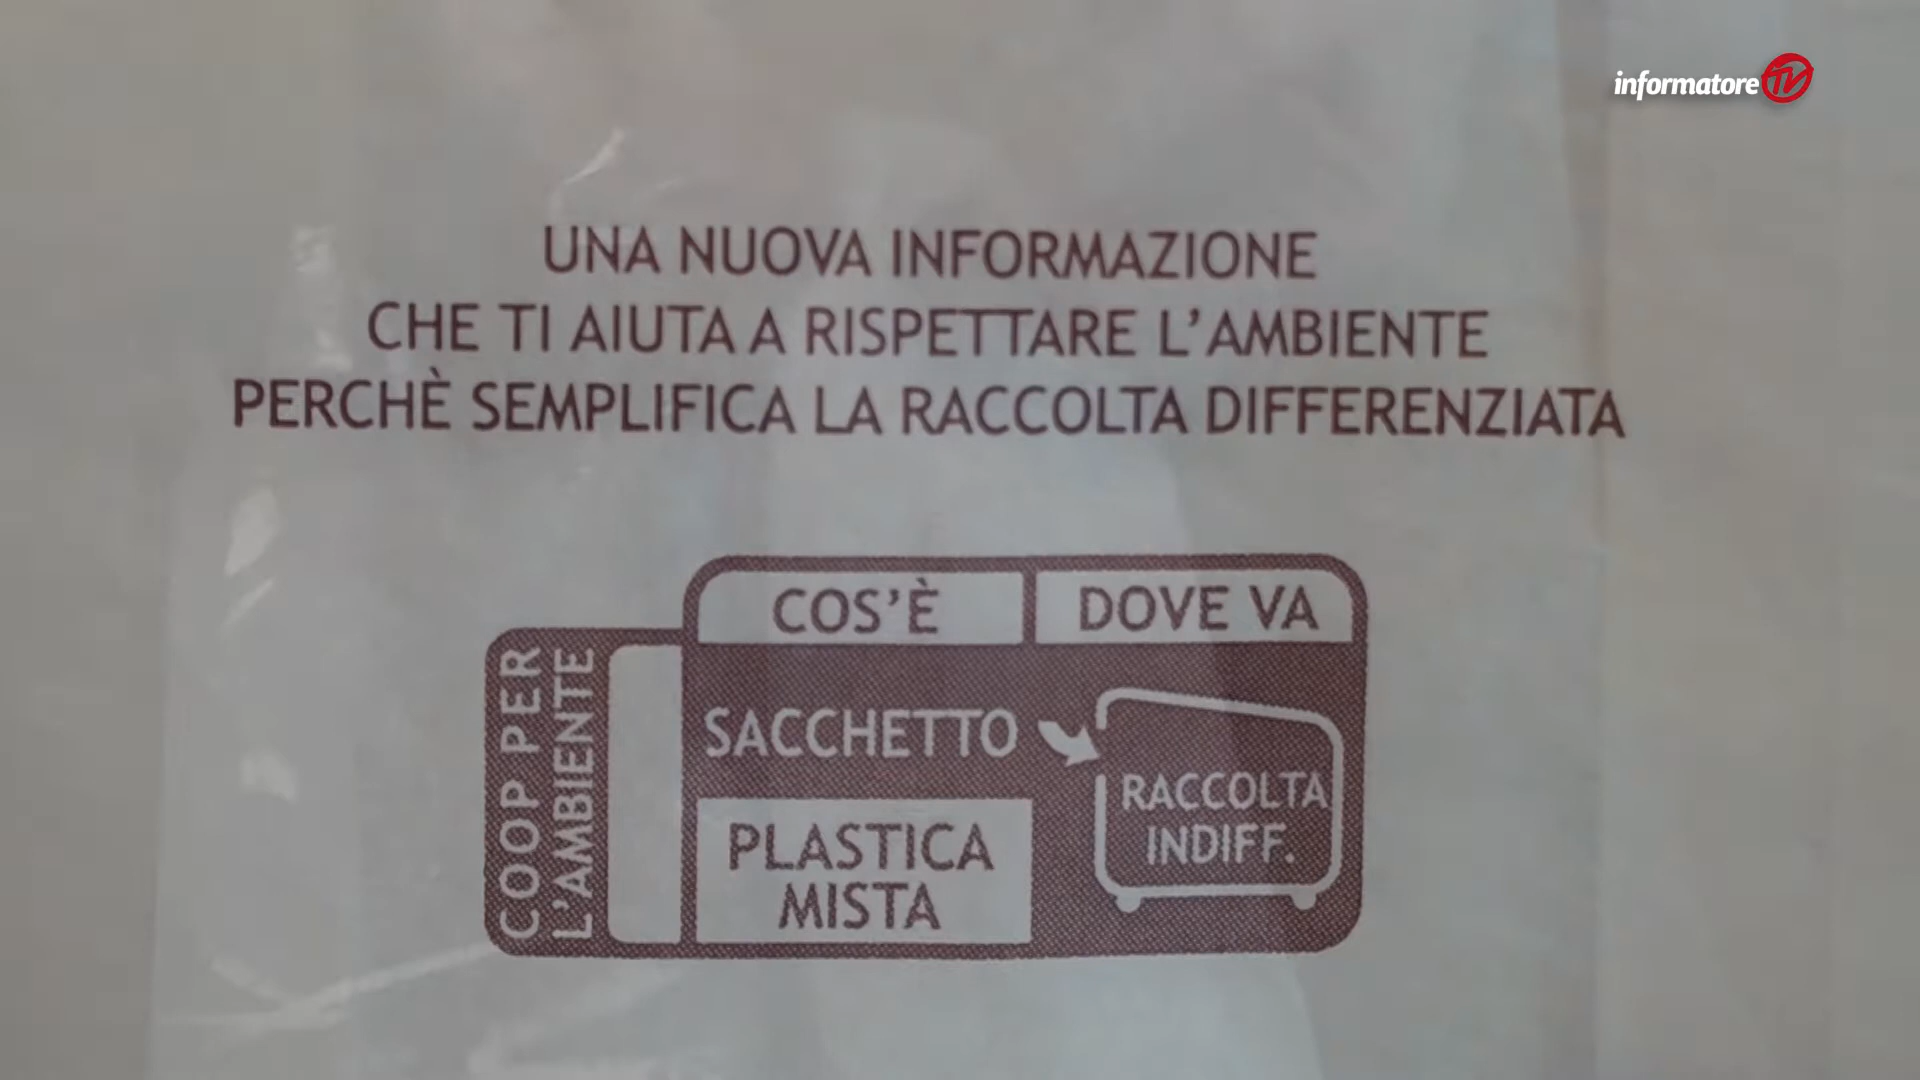 informatore TV
UNA NUOVA INFORMAZIONE
CHE TI AIUTA A RISPETTARE L'AMBIENTE
PERCHÈ SEMPLIFICA LA RACCOLTA DIFFERENZIATA
COOP PER
L'AMBIENTE
COS'È
DOVE VA
SACCHETTO
PLASTICA
MISTA
RACCOLTA
INDIFF.